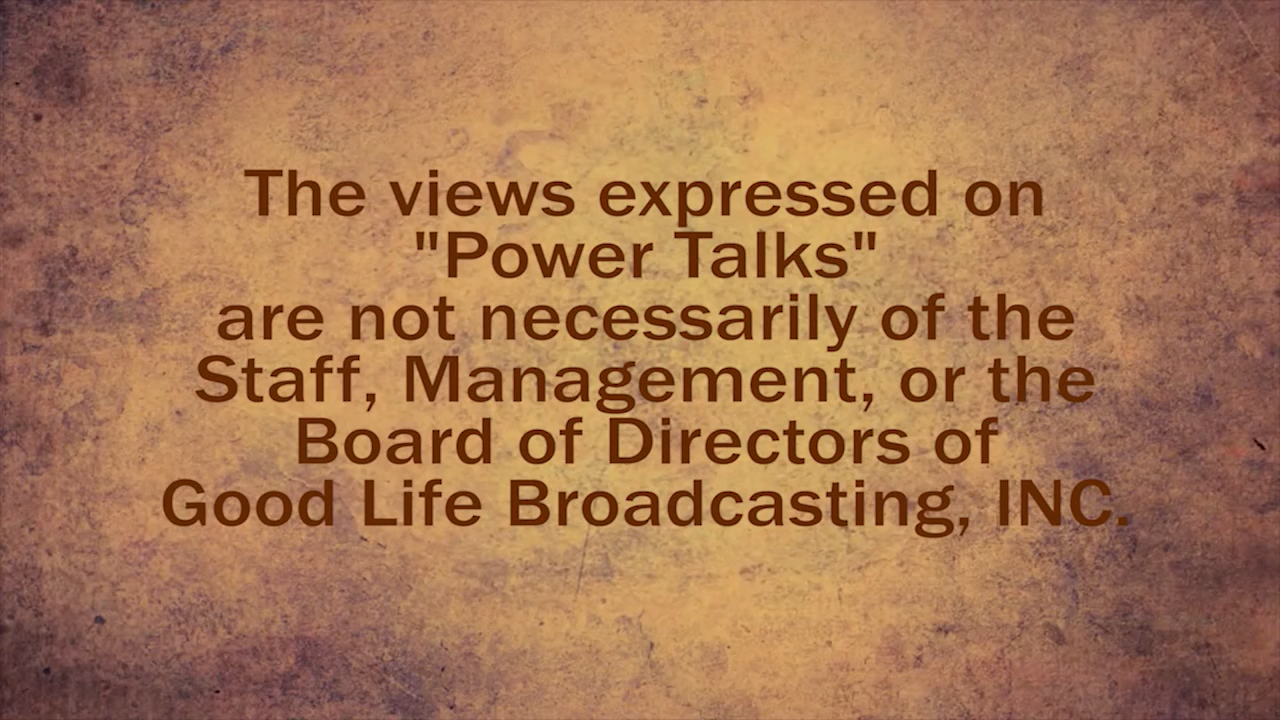 The views expressed on
"Power Talks"
are not necessarily of the
Staff, Management, or the
Board of Directors of
Good Life Broadcasting, INC.